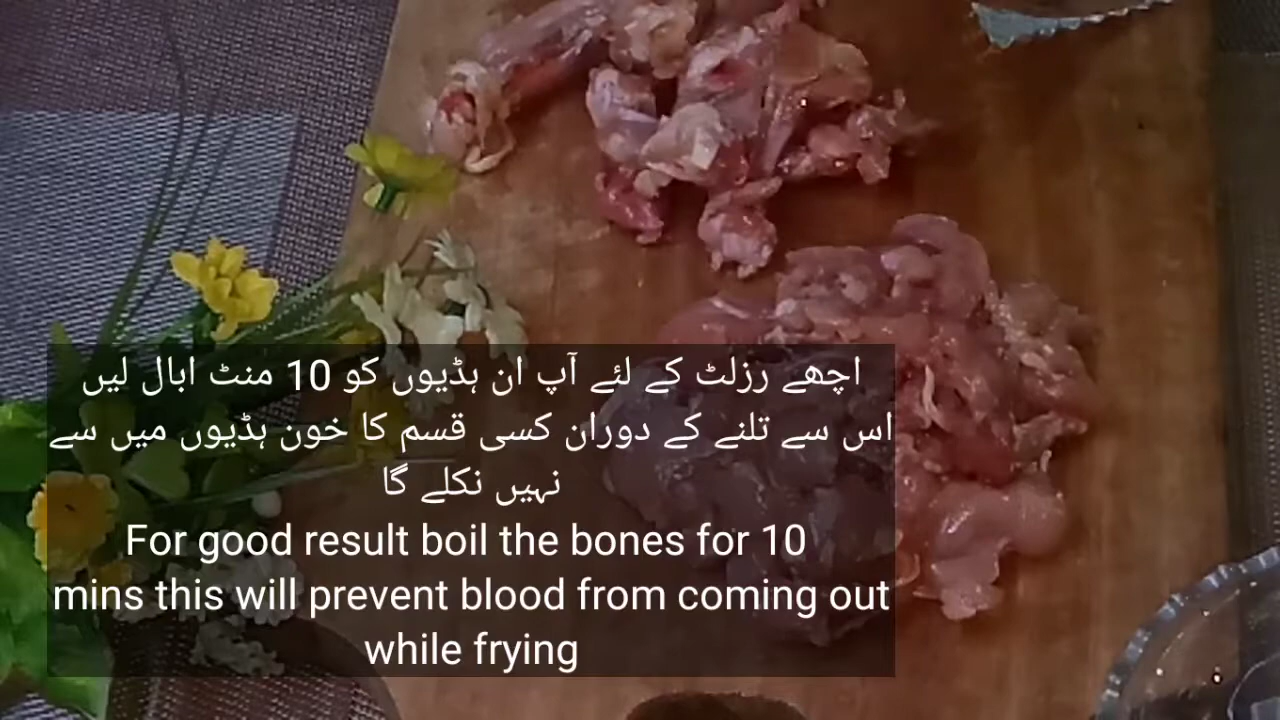 اچھے رزلٹ کے لئے آپ ان ہڈیوں کو 10 منٹ ابال لیں
اس سے تلنے کے دوران کسی قسم کا خون ہڈیوں میں سے
نہیں نکلے گا
For good result boil the bones for 10
mins this will prevent blood from coming out
while frying